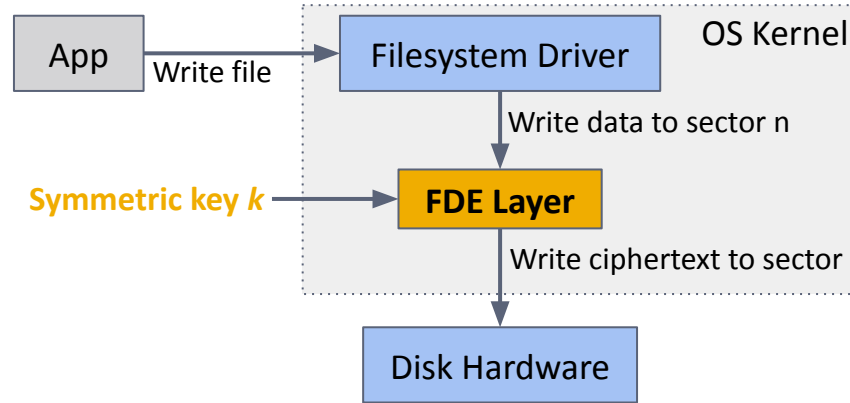 App
Write file
Filesystem Driver
OS Kernel
Write data to sector n
Symmetric key k
FDE Layer
Write ciphertext to sector
Disk Hardware